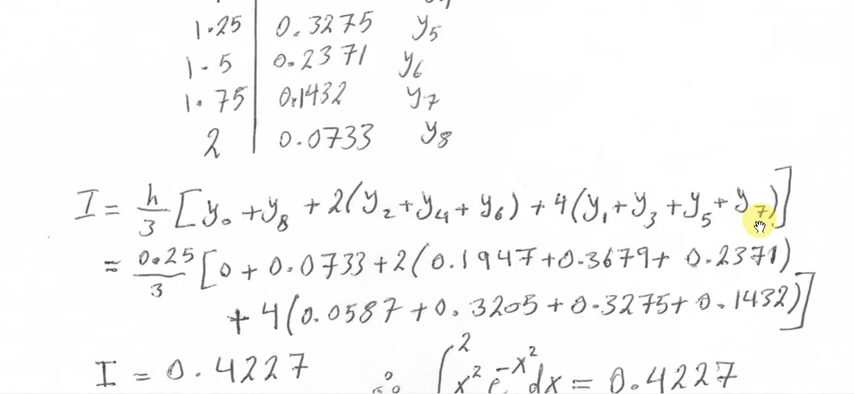 1.25 0.3275 y₅
1.5 0.2371 y₆
1.75 0.1432 y₇
2 0.0733 y₈
I = h/3 [y₀ + y₈ + 2(y₂ + y₄ + y₆) + 4(y₁ + y₃ + y₅ + y₇)]
= 0.25/3 [0 + 0.0733 + 2(0.1947 + 0.3679 + 0.2371)
+ 4(0.0587 + 0.3205 + 0.3275 + 0.1432)]
I = 0.4227 ∴ ∫² x² e^-x² dx = 0.4227